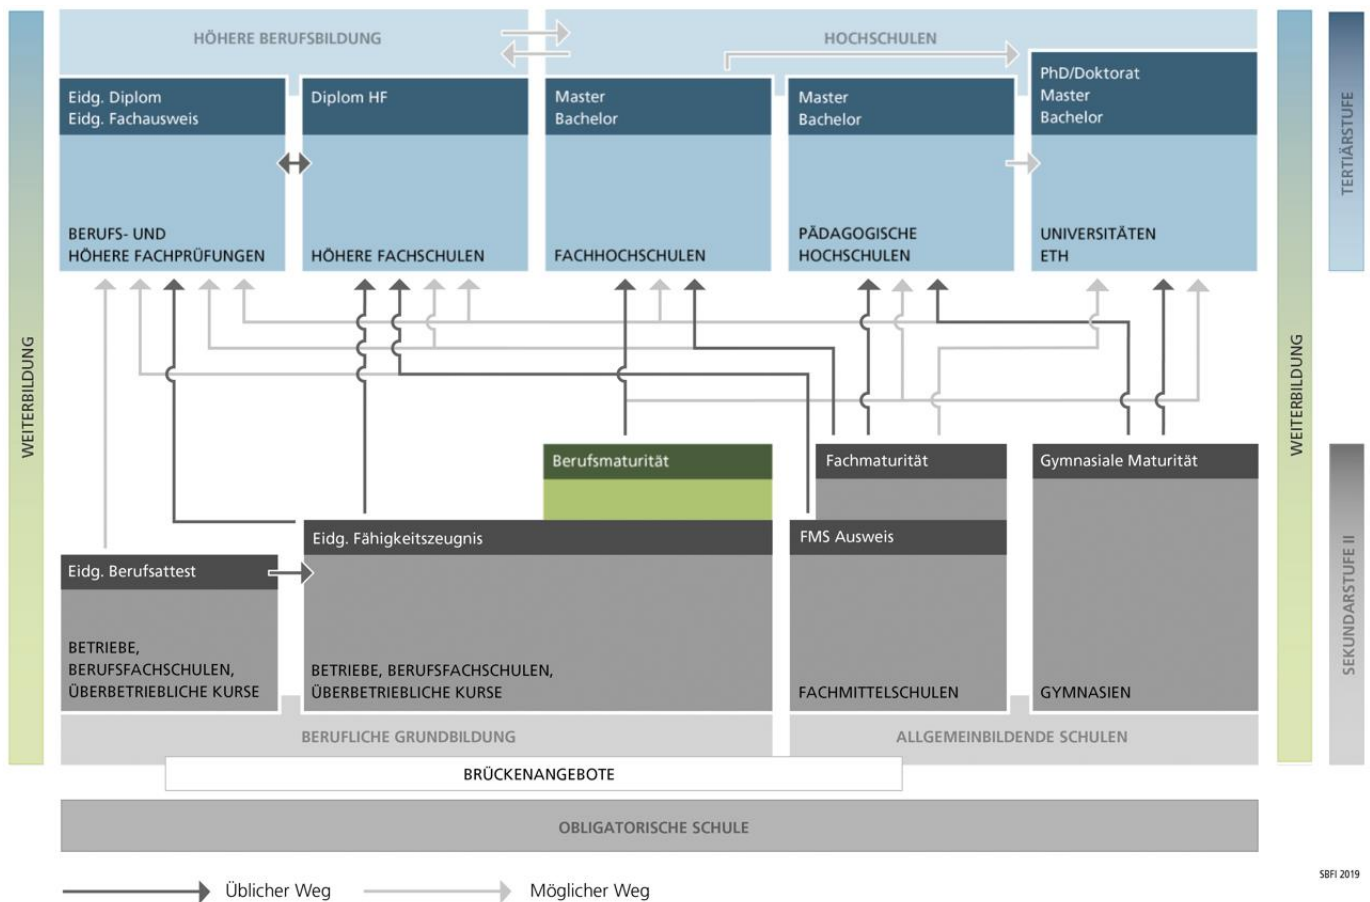 HÖHERE BERUFSBILDUNG
HOCHSCHULEN
Eidg. Diplom
Eidg. Fachausweis
Diplom HF
Master
Bachelor
Master
Bachelor
PhD/Doktorat
Master
Bachelor
BERUFS- UND
HÖHERE FACHPRÜFUNGEN
HÖHERE FACHSCHULEN
FACHHOCHSCHULEN
PÄDAGOGISCHE
HOCHSCHULEN
UNIVERSITÄTEN
ETH
WEITERBILDUNG
WEITERBILDUNG
TERTIÄRSTUFE
SEKUNDARSTUFE II
Berufsmaturität
Fachmaturität
Gymnasiale Maturität
Eidg. Fähigkeitszeugnis
FMS Ausweis
Eidg. Berufsattest
BETRIEBE,
BERUFSFACHSCHULEN,
ÜBERBETRIEBLICHE KURSE
BETRIEBE, BERUFSFACHSCHULEN,
ÜBERBETRIEBLICHE KURSE
FACHMITTELSCHULEN
GYMNASIEN
BERUFLICHE GRUNDBILDUNG
ALLGEMEINBILDENDE SCHULEN
BRÜCKENANGEBOTE
OBLIGATORISCHE SCHULE
Üblicher Weg
Möglicher Weg
SBFI 2019